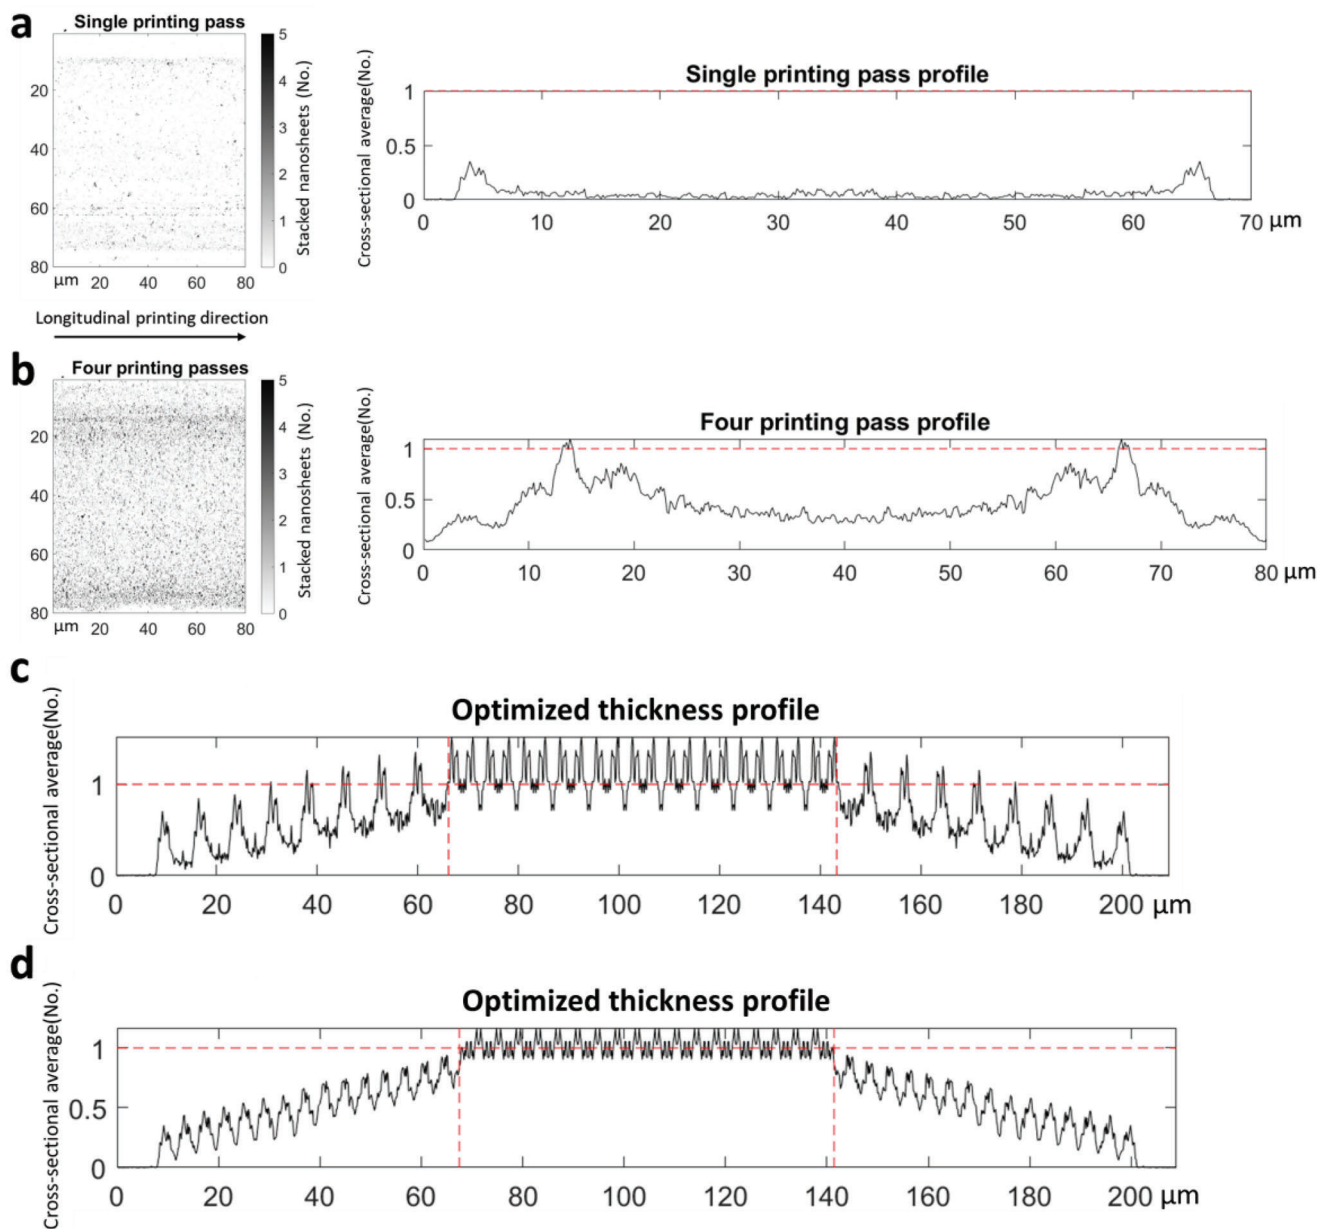 a
Single printing pass
5
4
3
2
1
0
Stacked nanosheets (No.)
20
40
60
80
µm 20 40 60 80
Single printing pass profile
Cross-sectional average(No.)
1
0.5
0
0 10 20 30 40 50 60 70 µm
Longitudinal printing direction
b
Four printing passes
5
4
3
2
1
0
Stacked nanosheets (No.)
20
40
60
80
µm 20 40 60 80
Four printing pass profile
Cross-sectional average(No.)
1
0.5
0
0 10 20 30 40 50 60 70 80 µm
c
Optimized thickness profile
Cross-sectional average(No.)
1
0
0 20 40 60 80 100 120 140 160 180 200 µm
d
Optimized thickness profile
Cross-sectional average(No.)
1
0.5
0
0 20 40 60 80 100 120 140 160 180 200 µm